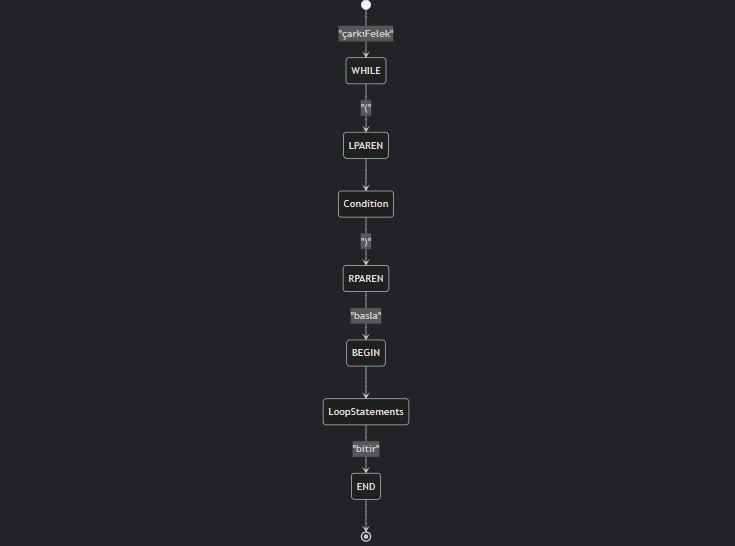 "çarkıFelek"
WHILE
"("
LPAREN
Condition
")"
RPAREN
"basla"
BEGIN
LoopStatements
"bitir"
END